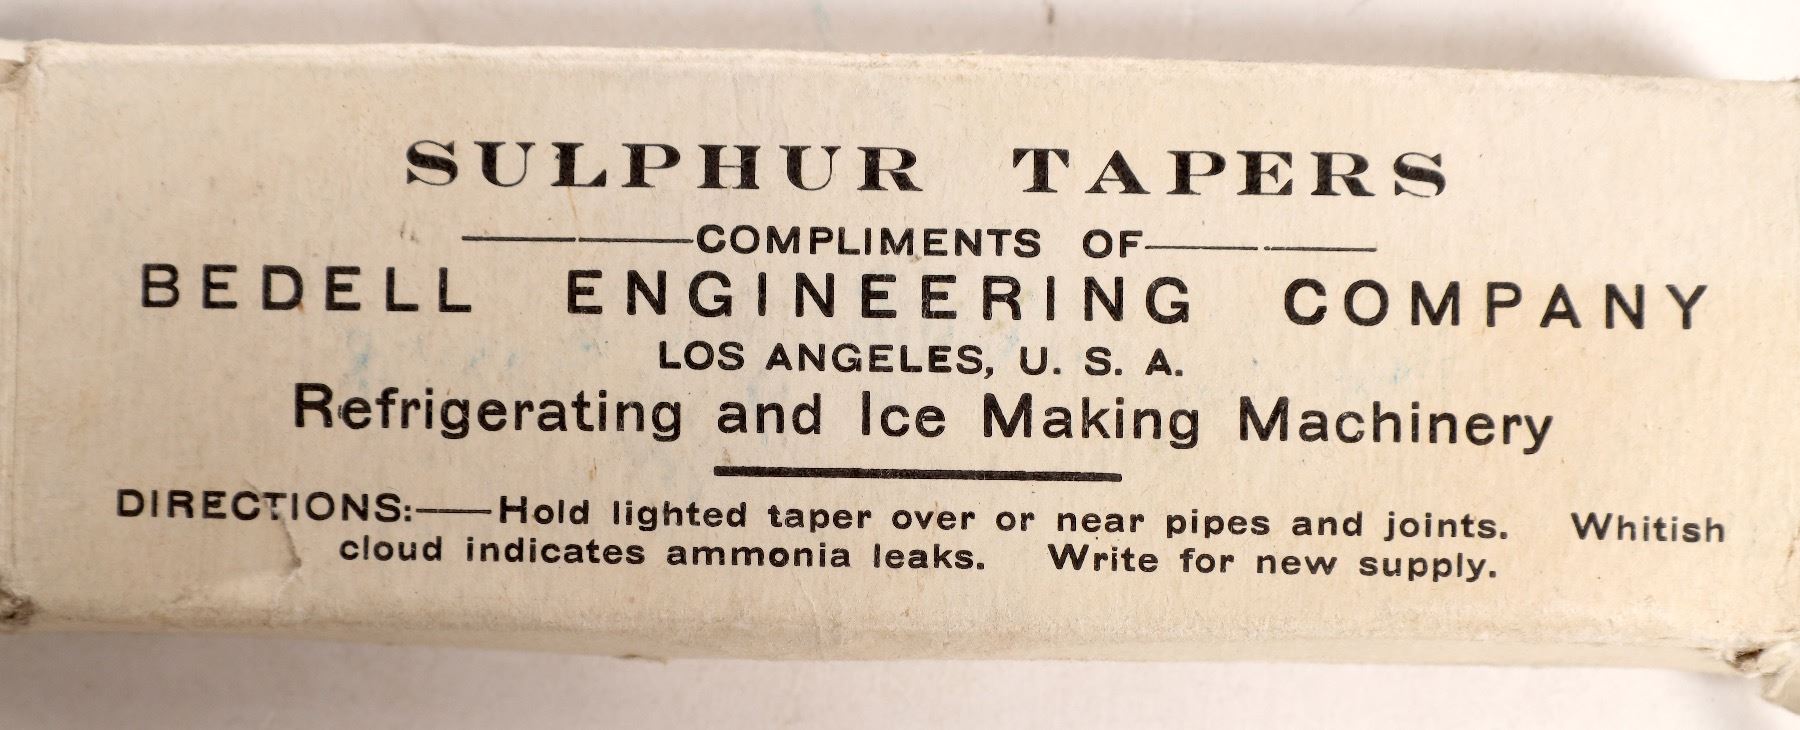 SULPHUR TAPERS
COMPLIMENTS OF
BEDELL ENGINEERING COMPANY
LOS ANGELES, U. S. A.
Refrigerating and Ice Making Machinery
DIRECTIONS:——Hold lighted taper over or near pipes and joints. Whitish
cloud indicates ammonia leaks. Write for new supply.